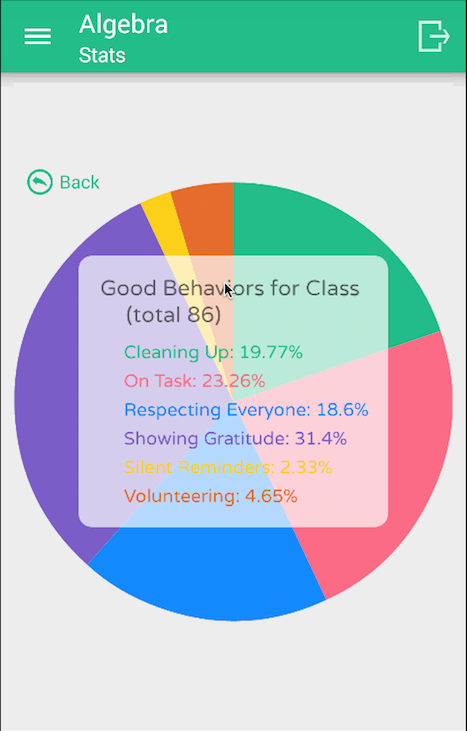 Algebra
Stats
Back
Good Behaviors for Class
(total 86)
Cleaning Up: 19.77%
On Task: 23.26%
Respecting Everyone: 18.6%
Showing Gratitude: 31.4%
Silent Reminders: 2.33%
Volunteering: 4.65%